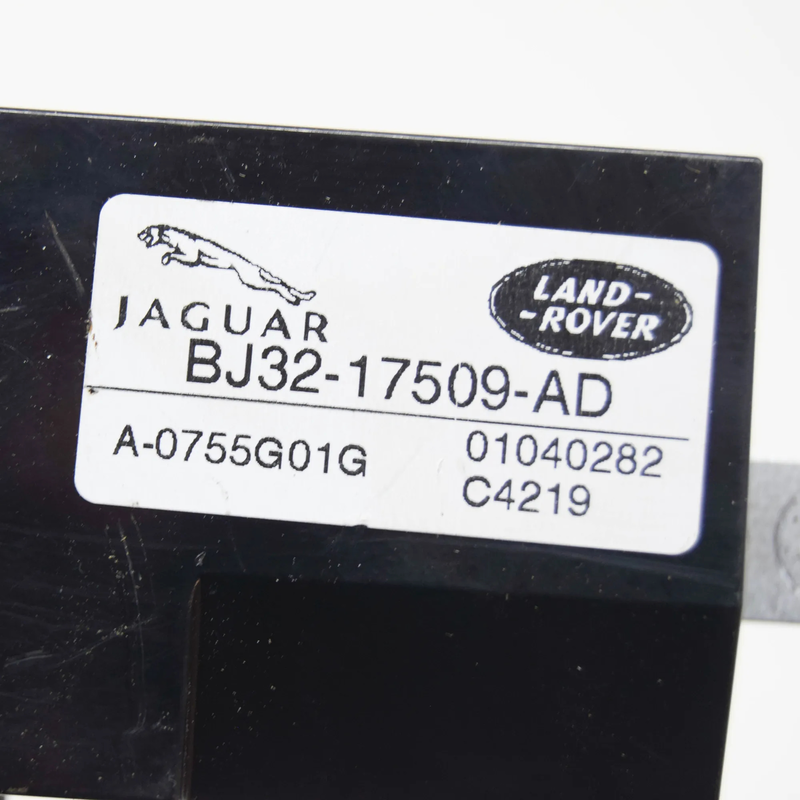 JAGUAR
LAND-
-ROVER
BJ32-17509-AD
A-0755G01G
01040282
C4219